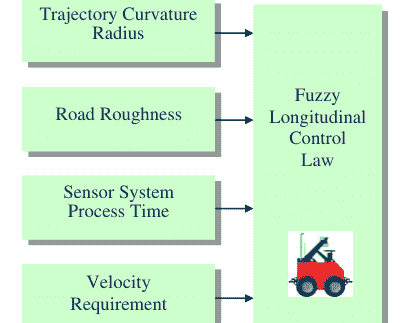 Trajectory Curvature
Radius
Road Roughness
Sensor System
Process Time
Velocity
Requirement
Fuzzy
Longitudinal
Control
Law